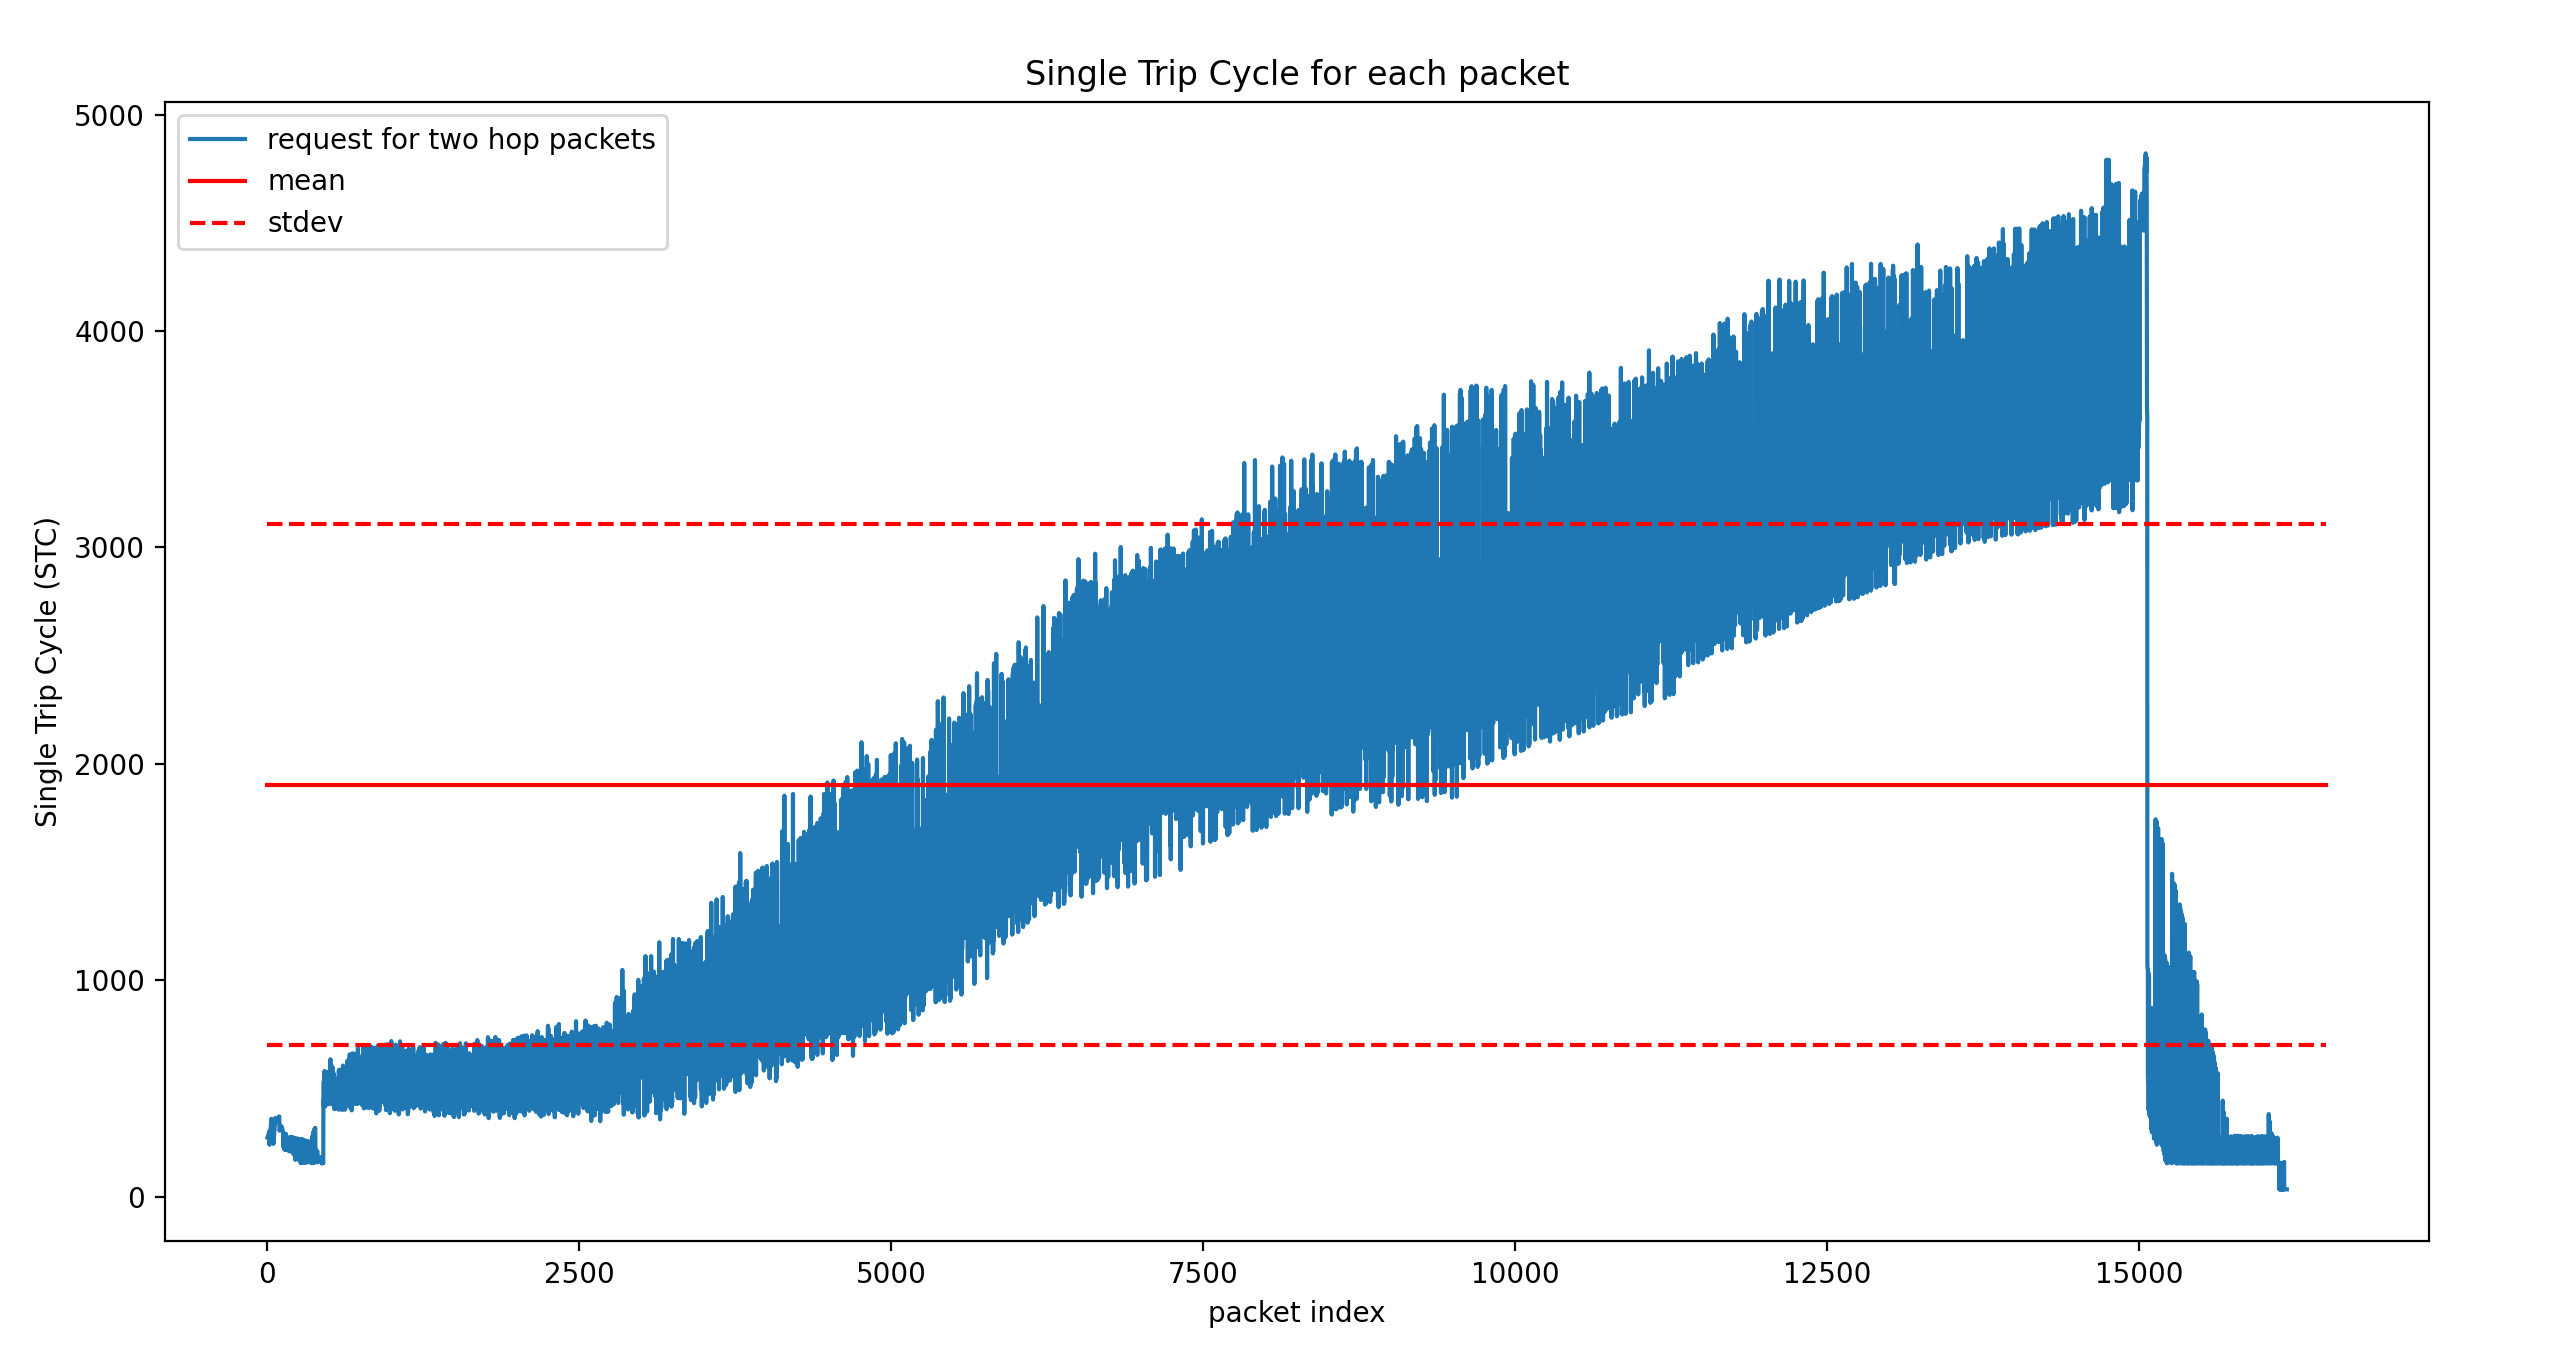 Single Trip Cycle for each packet
request for two hop packets
mean
stdev
5000
4000
3000
2000
1000
0
Single Trip Cycle (STC)
0 2500 5000 7500 10000 12500 15000
packet index